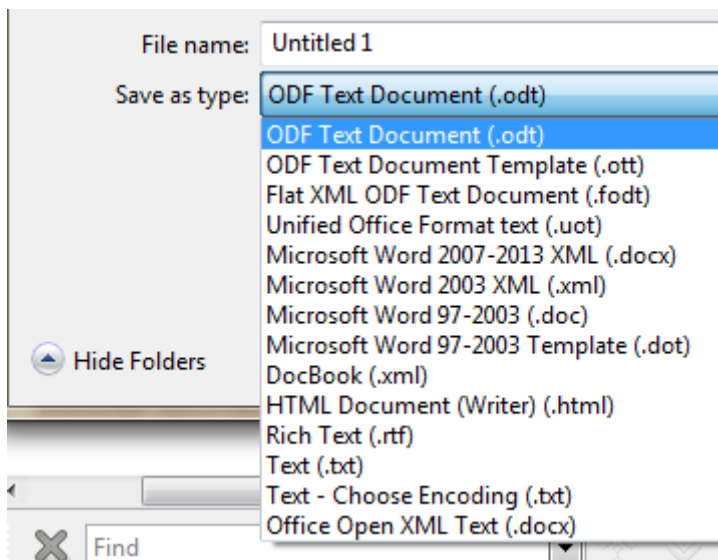 File name: Untitled 1
Save as type: ODF Text Document (.odt)
ODF Text Document (.odt)
ODF Text Document Template (.ott)
Flat XML ODF Text Document (.fodt)
Unified Office Format text (.uot)
Microsoft Word 2007-2013 XML (.docx)
Microsoft Word 2003 XML (.xml)
Microsoft Word 97-2003 (.doc)
Microsoft Word 97-2003 Template (.dot)
Hide Folders
DocBook (.xml)
HTML Document (Writer) (.html)
Rich Text (.rtf)
Text (.txt)
Text - Choose Encoding (.txt)
Office Open XML Text (.docx)
Find